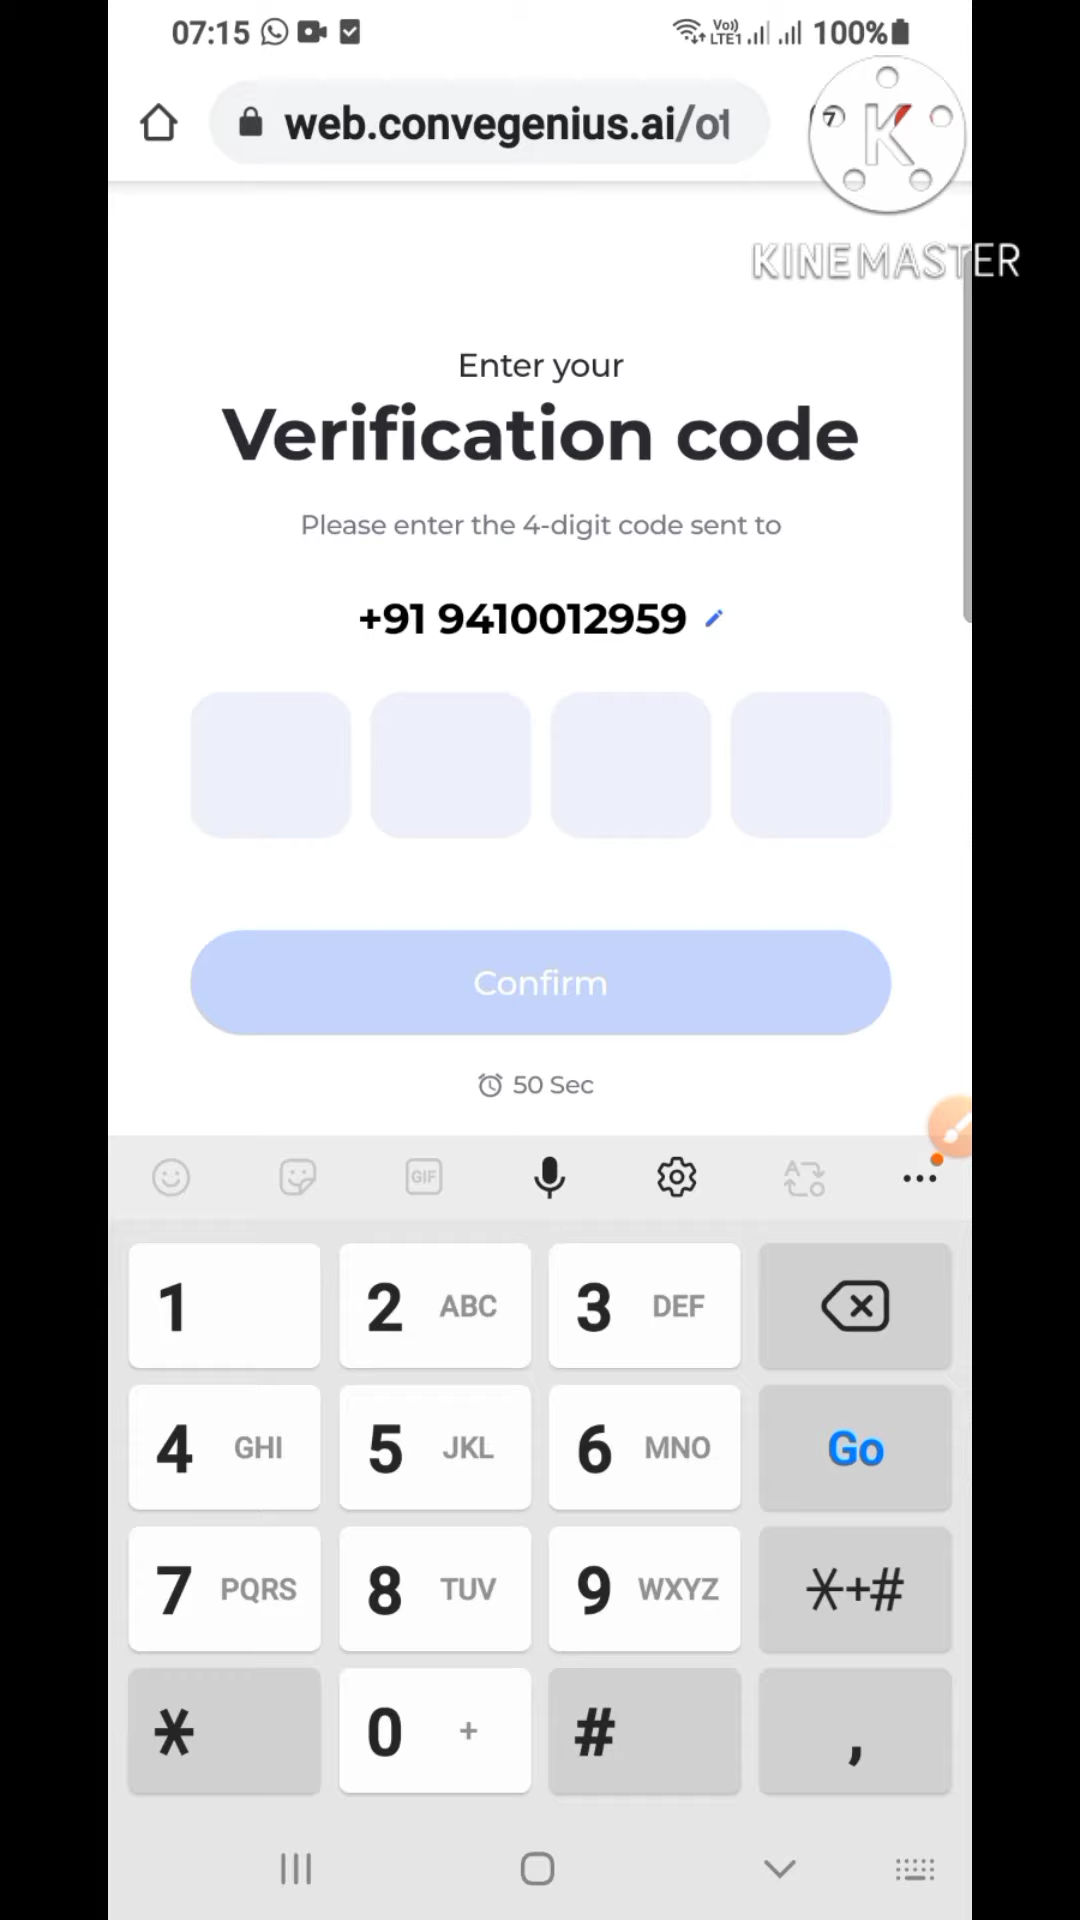 07:15 Vo)) LTE1 100%
web.convegenius.ai/ot
K
KINEMASTER
Enter your
Verification code
Please enter the 4-digit code sent to
+91 9410012959
Confirm
50 Sec
GIF
1 2 ABC 3 DEF
4 GHI 5 JKL 6 MNO Go
7 PQRS 8 TUV 9 WXYZ *+#
* 0 + # ,